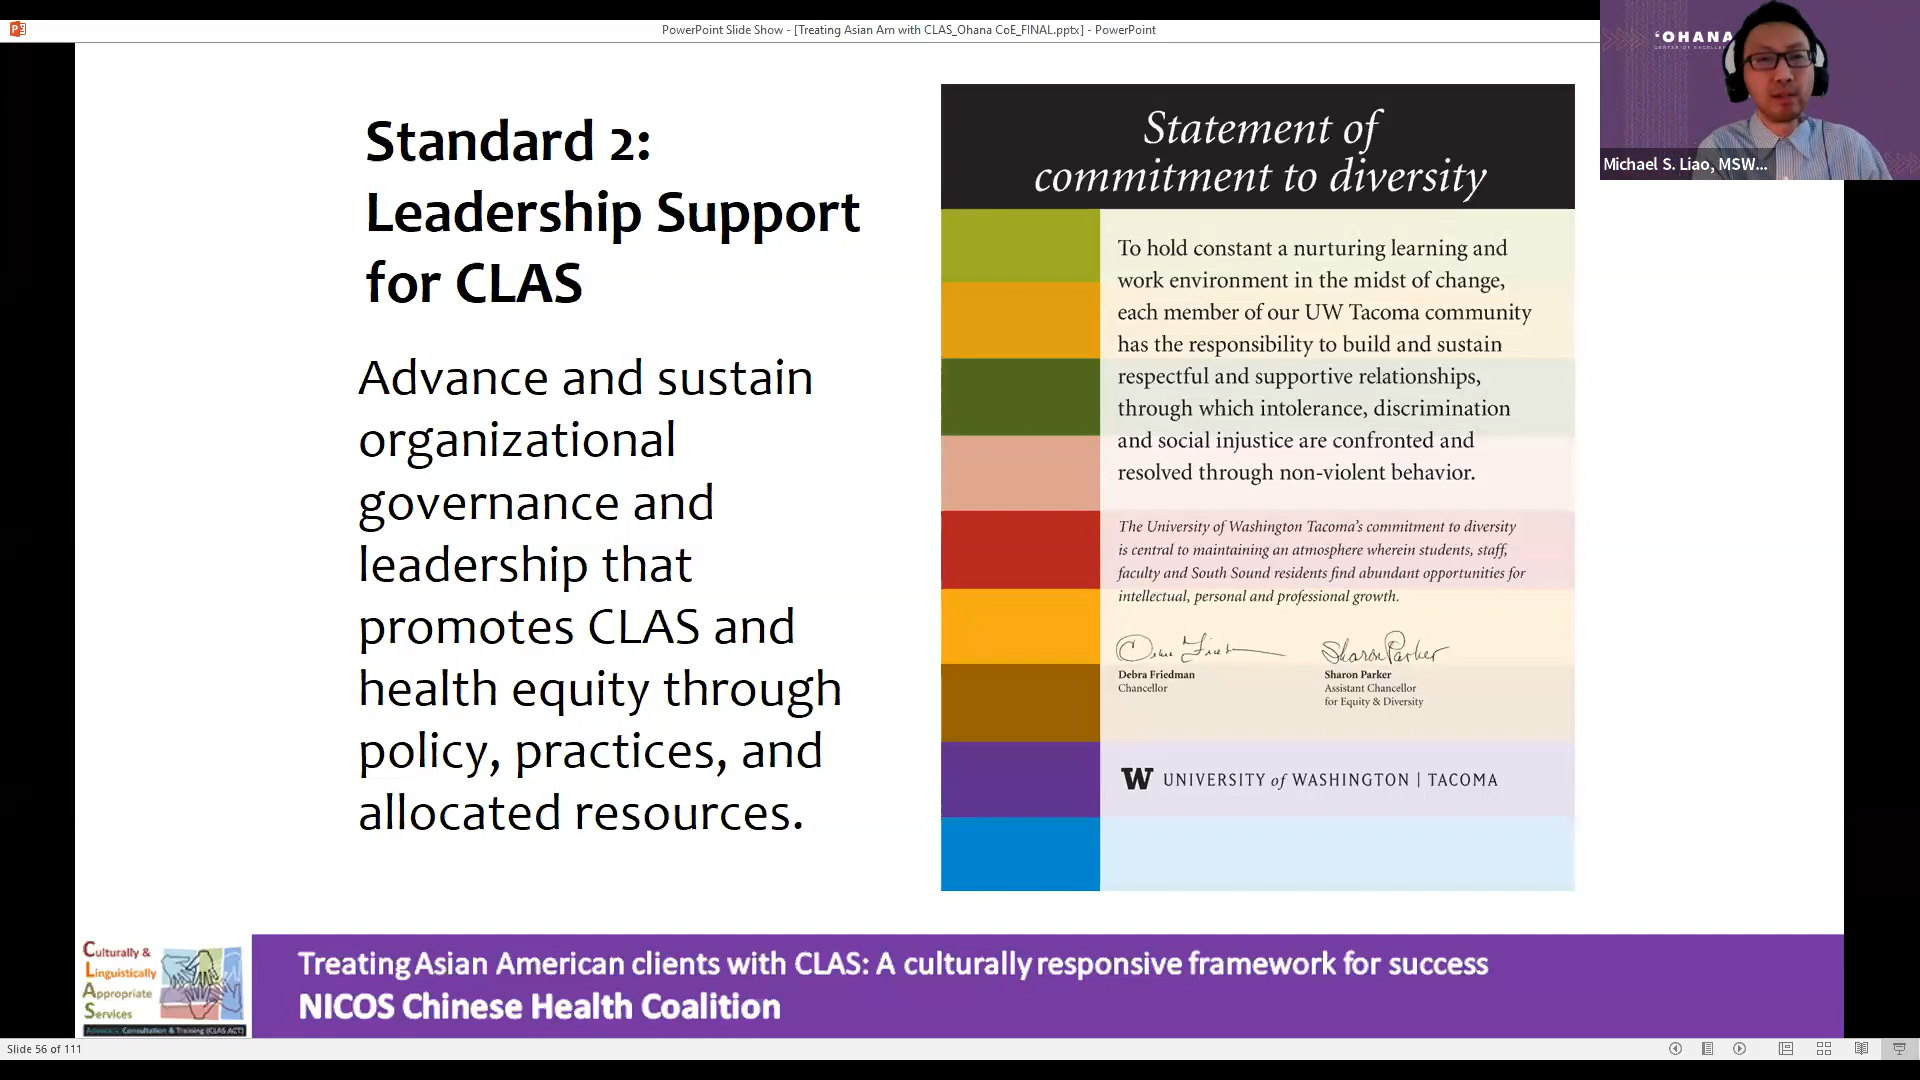 PowerPoint Slide Show - [Treating Asian Am with CLAS_Ohana CoE_FINAL.pptx] - PowerPoint
ʻOHANA
Michael S. Liao, MSW...
Standard 2:
Leadership Support
for CLAS
Advance and sustain
organizational
governance and
leadership that
promotes CLAS and
health equity through
policy, practices, and
allocated resources.
Statement of
commitment to diversity
To hold constant a nurturing learning and
work environment in the midst of change,
each member of our UW Tacoma community
has the responsibility to build and sustain
respectful and supportive relationships,
through which intolerance, discrimination
and social injustice are confronted and
resolved through non-violent behavior.
The University of Washington Tacoma's commitment to diversity
is central to maintaining an atmosphere wherein students, staff,
faculty and South Sound residents find abundant opportunities for
intellectual, personal and professional growth.
Sharon Parker
Debra Friedman
Chancellor
Sharon Parker
Assistant Chancellor
for Equity & Diversity
W UNIVERSITY of WASHINGTON | TACOMA
Culturally &
Linguistically
Appropriate
Services
Consultation & Training (CLAS ACT)
Treating Asian American clients with CLAS: A culturally responsive framework for success
NICOS Chinese Health Coalition
Slide 56 of 111